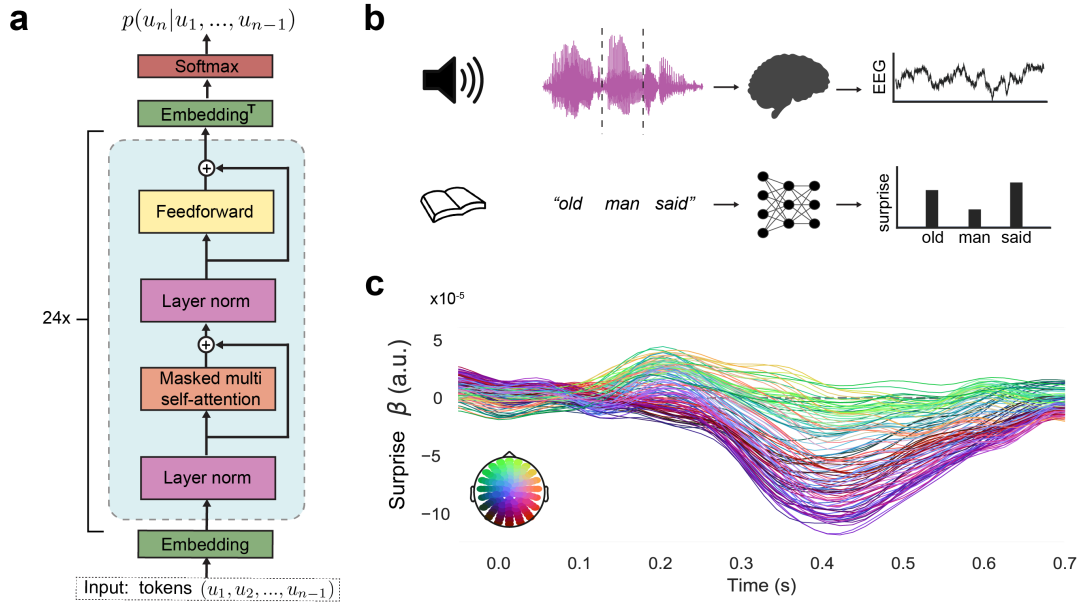 a
p(u_n|u_1, ..., u_{n−1})
Softmax
Embedding^T
Feedforward
Layer norm
24x
Masked multi
self-attention
Layer norm
Embedding
Input: tokens (u_1, u_2, ..., u_{n−1})
b
EEG
“old man said”
surprise
old man said
c
x10^-5
Surprise β (a.u.)
5
0
−5
−10
0.0 0.1 0.2 0.3 0.4 0.5 0.6 0.7
Time (s)